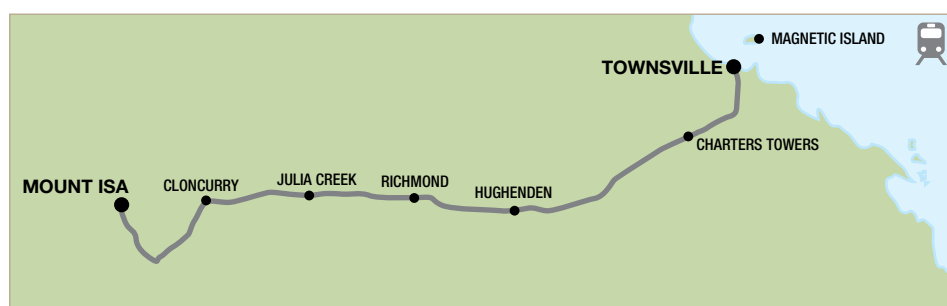 MAGNETIC ISLAND
TOWNSVILLE
CHARTERS TOWERS
MOUNT ISA
CLONCURRY
JULIA CREEK
RICHMOND
HUGHENDEN